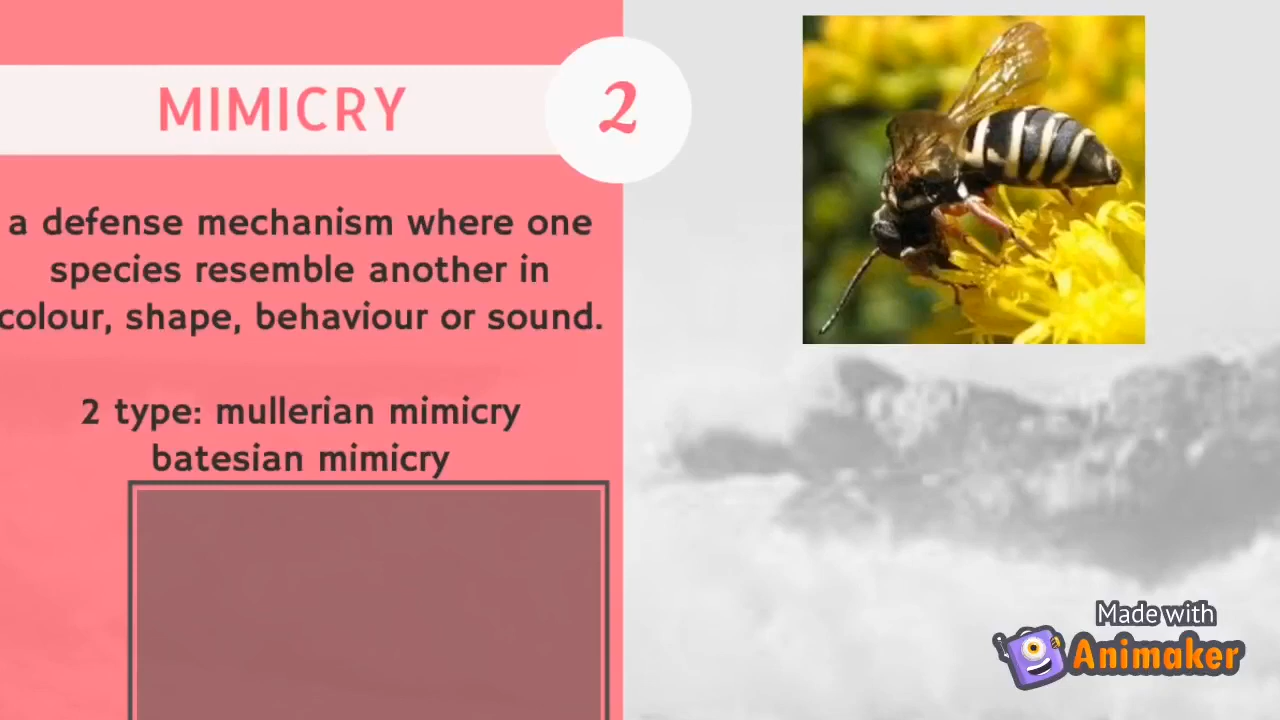 MIMICRY
2
a defense mechanism where one
species resemble another in
colour, shape, behaviour or sound.
2 type: mullerian mimicry
batesian mimicry
Made with
Animaker